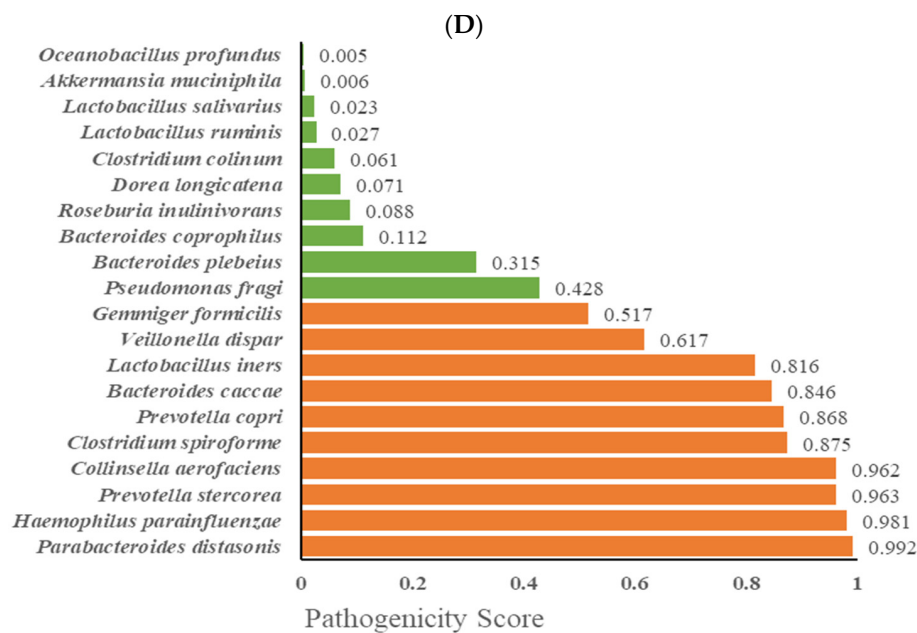 (D)
Oceanobacillus profundus 0.005
Akkermansia muciniphila 0.006
Lactobacillus salivarius 0.023
Lactobacillus ruminis 0.027
Clostridium colinum 0.061
Dorea longicatena 0.071
Roseburia inulinivorans 0.088
Bacteroides coprophilus 0.112
Bacteroides plebeius 0.315
Pseudomonas fragi 0.428
Gemmiger formicilis 0.517
Veillonella dispar 0.617
Lactobacillus iners 0.816
Bacteroides caccae 0.846
Prevotella copri 0.868
Clostridium spiroforme 0.875
Collinsella aerofaciens 0.962
Prevotella stercorea 0.963
Haemophilus parainfluenzae 0.981
Parabacteroides distasonis 0.992
0 0.2 0.4 0.6 0.8 1
Pathogenicity Score